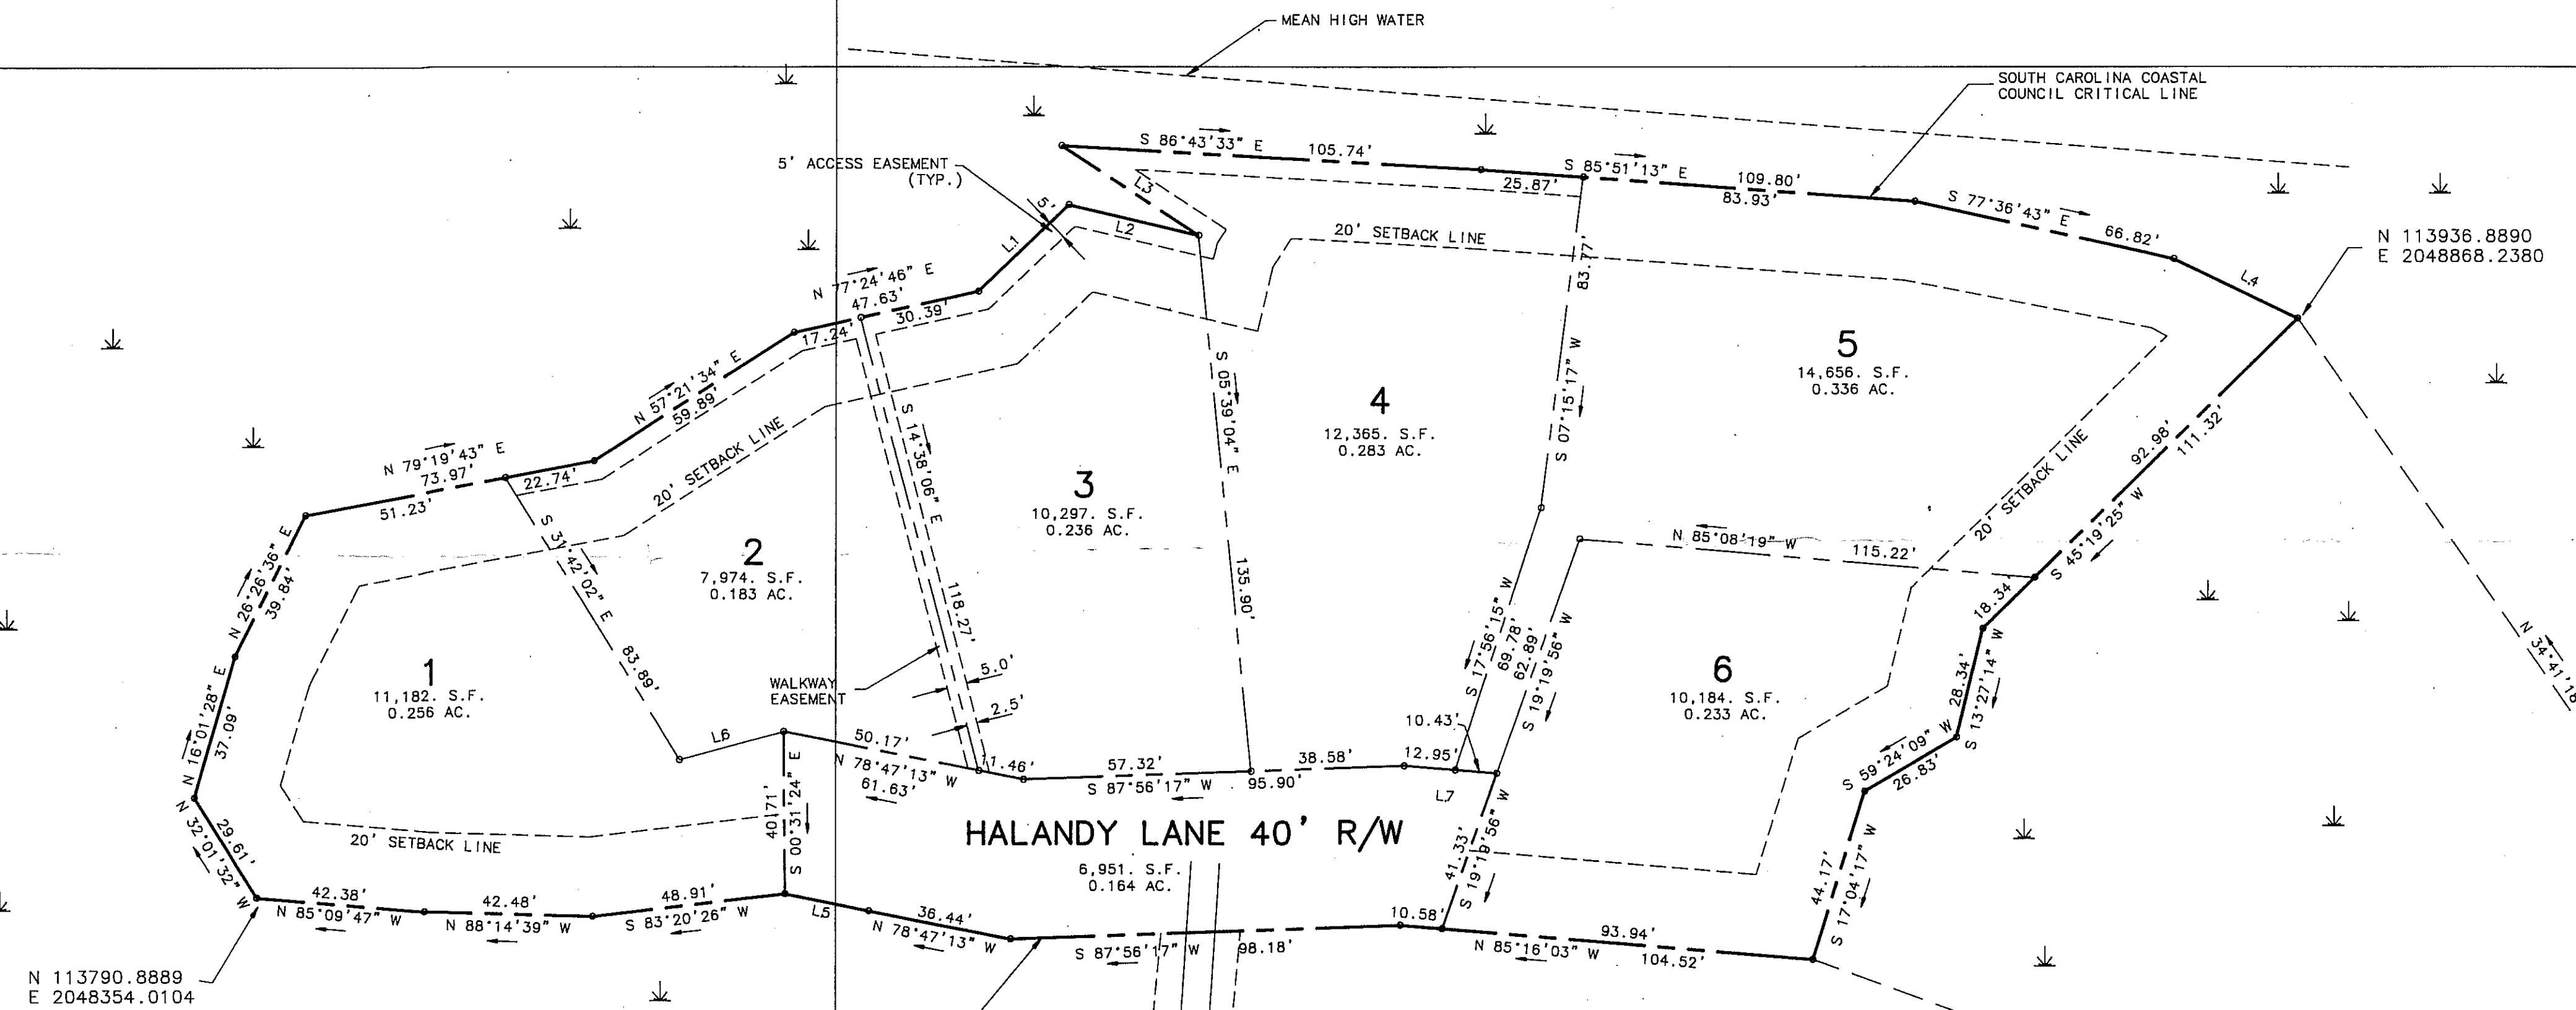 MEAN HIGH WATER
SOUTH CAROLINA COASTAL
COUNCIL CRITICAL LINE
5' ACCESS EASEMENT
(TYP.)
S 86°43'33" E
105.74'
S 85°51'13" E
25.87'
109.80'
83.93'
S 77°36'43" E
66.82'
L4
N 113936.8890
E 2048868.2380
L3
5'
L1
L2
20' SETBACK LINE
N 77°24'46" E
47.63'
30.39'
17.24'
83.77'
S 07°15'17" W
N 57°21'34" E
59.89'
S 05°39'04" E
135.90'
5
14,656. S.F.
0.336 AC.
4
12,365. S.F.
0.283 AC.
92.98'
111.32'
S 45°19'25" W
20' SETBACK LINE
N 79°19'43" E
73.97'
51.23'
22.74'
20' SETBACK LINE
S 14°38'06" E
118.27'
3
10,297. S.F.
0.236 AC.
N 85°08'19" W
115.22'
N 26°26'36" E
39.84'
S 31°42'02" E
83.89'
2
7,974. S.F.
0.183 AC.
S 17°56'15" W
69.78'
62.89'
S 19°19'56" W
18.34'
N 34°41'18
1
11,182. S.F.
0.256 AC.
N 16°01'28" E
37.09'
WALKWAY
EASEMENT
5.0'
2.5'
6
10,184. S.F.
0.233 AC.
28.34'
S 13°27'14" W
S 59°24'09" W
26.83'
L6
50.17'
N 78°47'13" W
61.63'
11.46'
57.32'
S 87°56'17" W
95.90'
38.58'
12.95'
10.43'
L7
40.71'
S 00°31'24" E
HALANDY LANE 40' R/W
6,951. S.F.
0.164 AC.
41.33'
S 19°19'56" W
44.17'
S 17°04'17" W
29.61'
N 32°01'32" W
20' SETBACK LINE
42.38'
N 85°09'47" W
42.48'
N 88°14'39" W
48.91'
S 83°20'26" W
L5
36.44'
N 78°47'13" W
S 87°56'17" W
98.18'
10.58'
N 85°16'03" W
93.94'
104.52'
N 113790.8889
E 2048354.0104